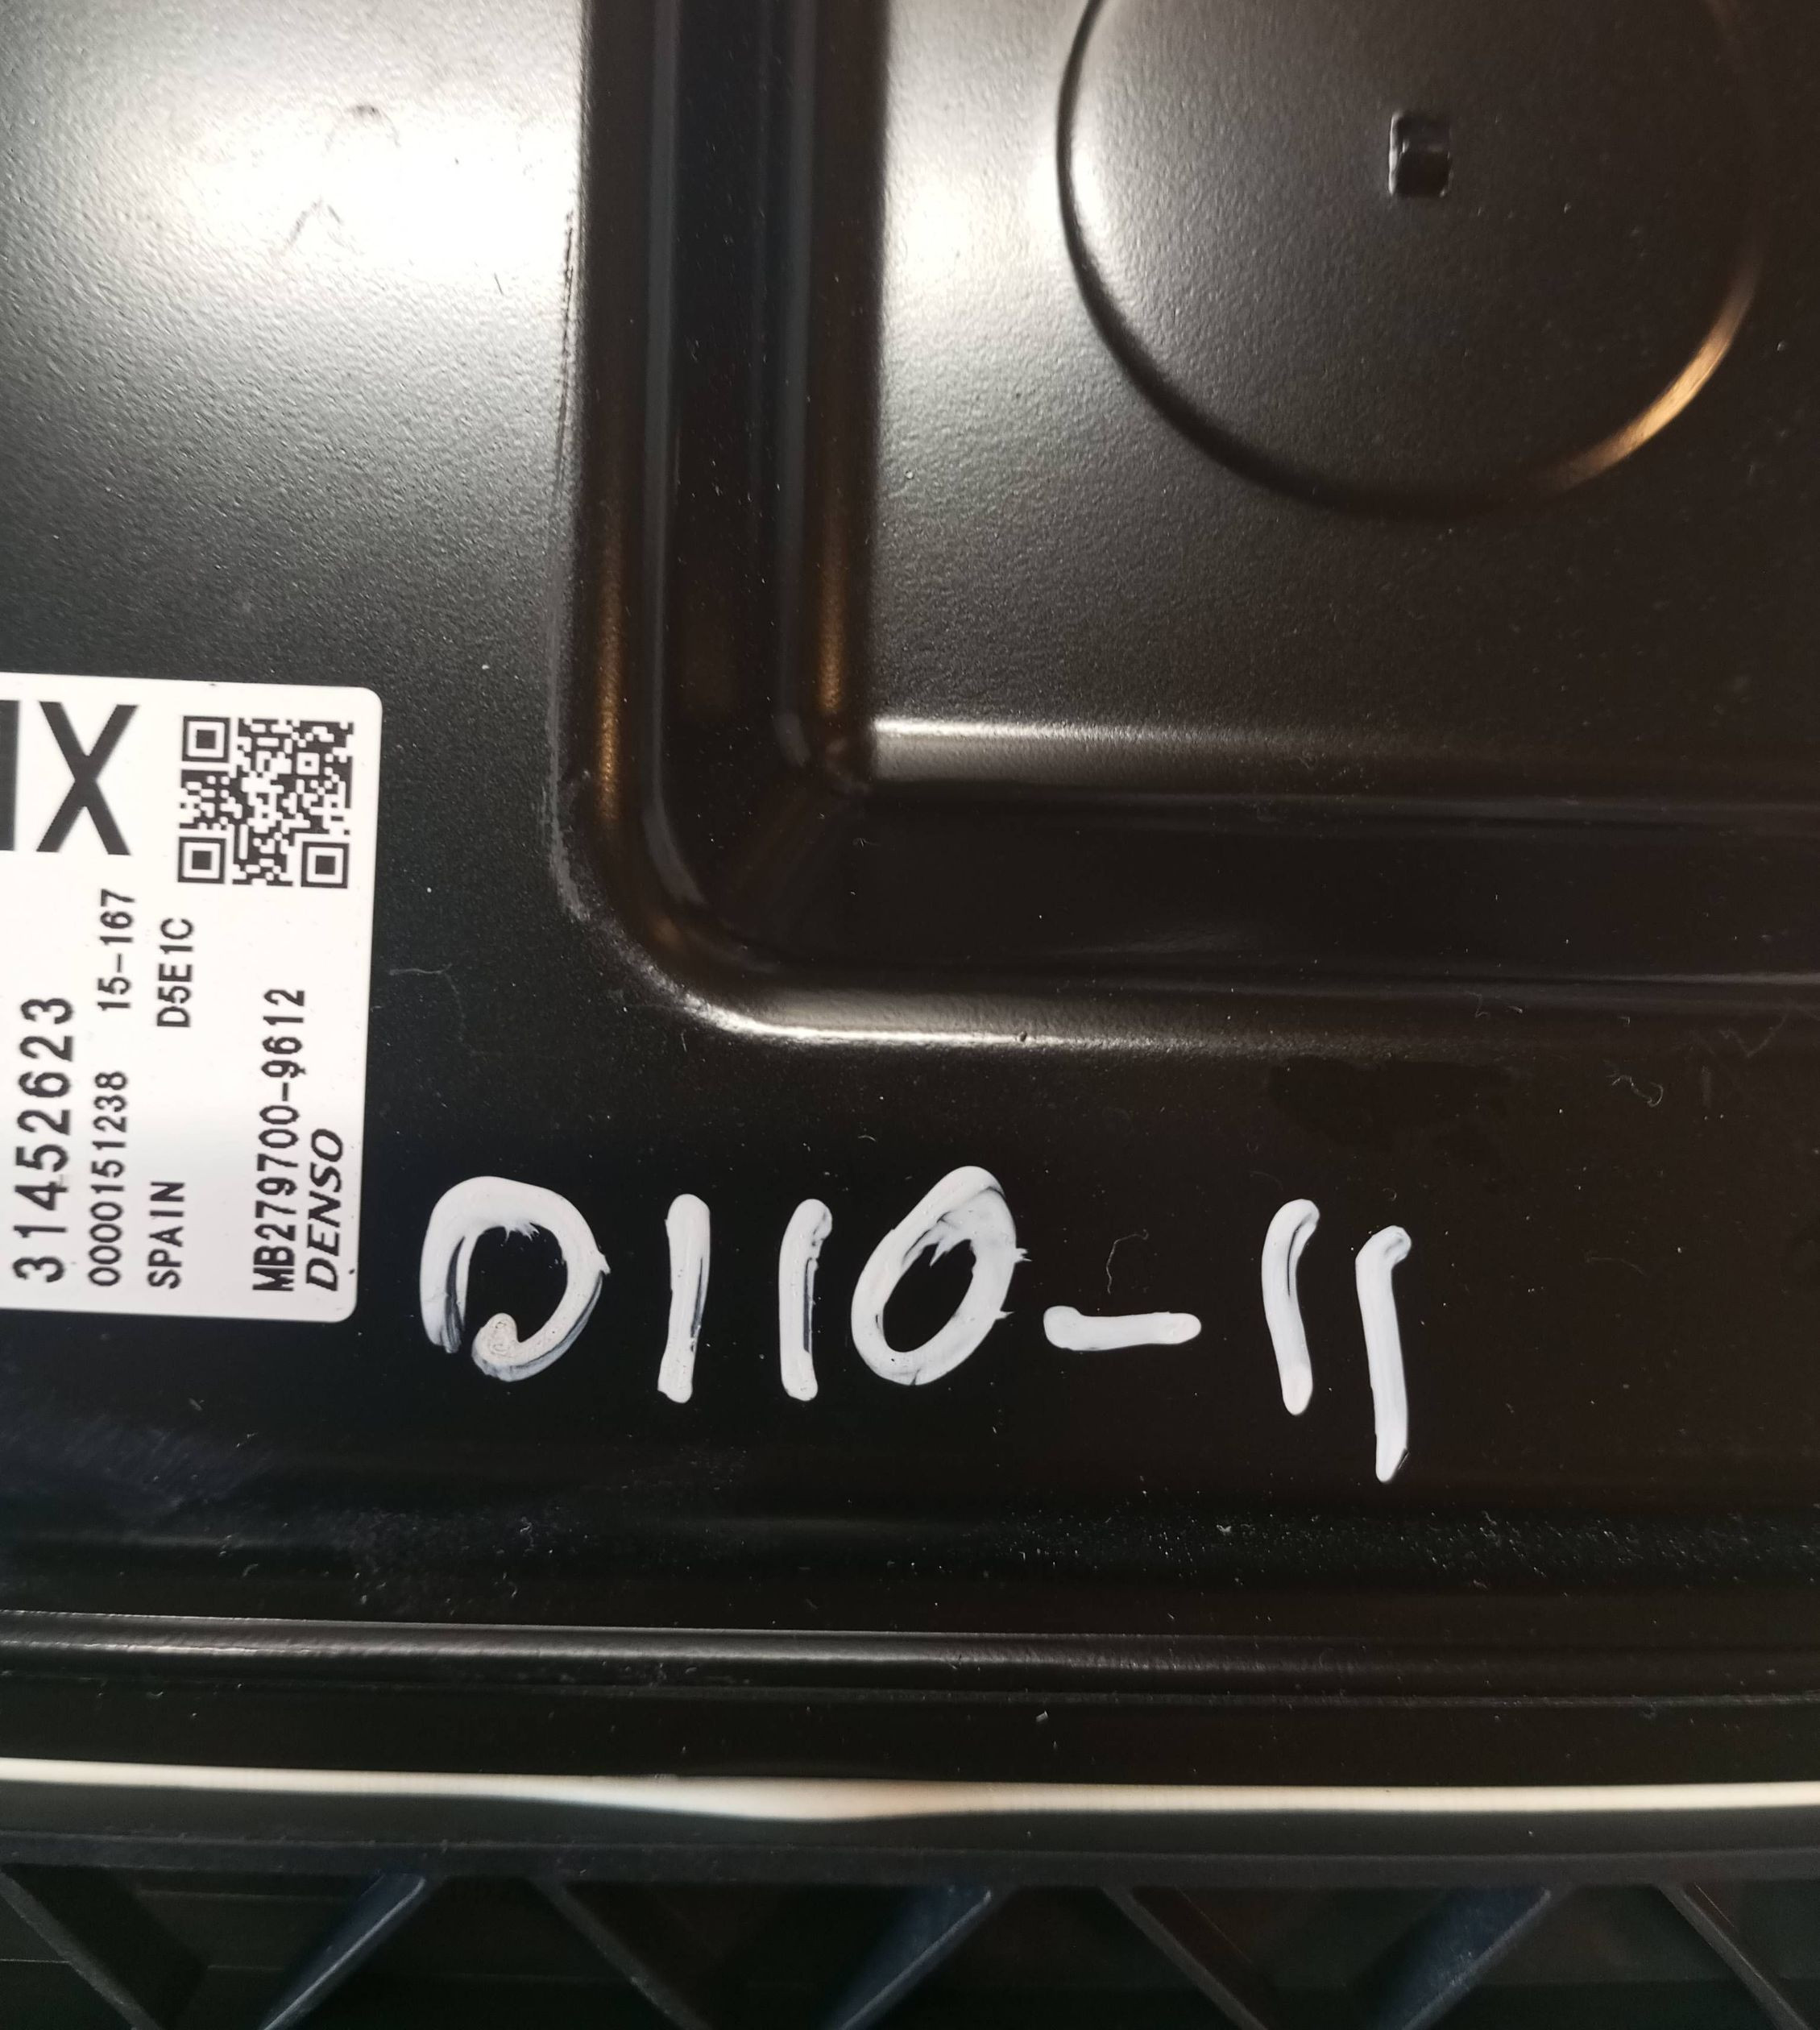 IX
31452623
0000151238 15-167
SPAIN D5E1C
MB279700-9612
DENSO
D110-11